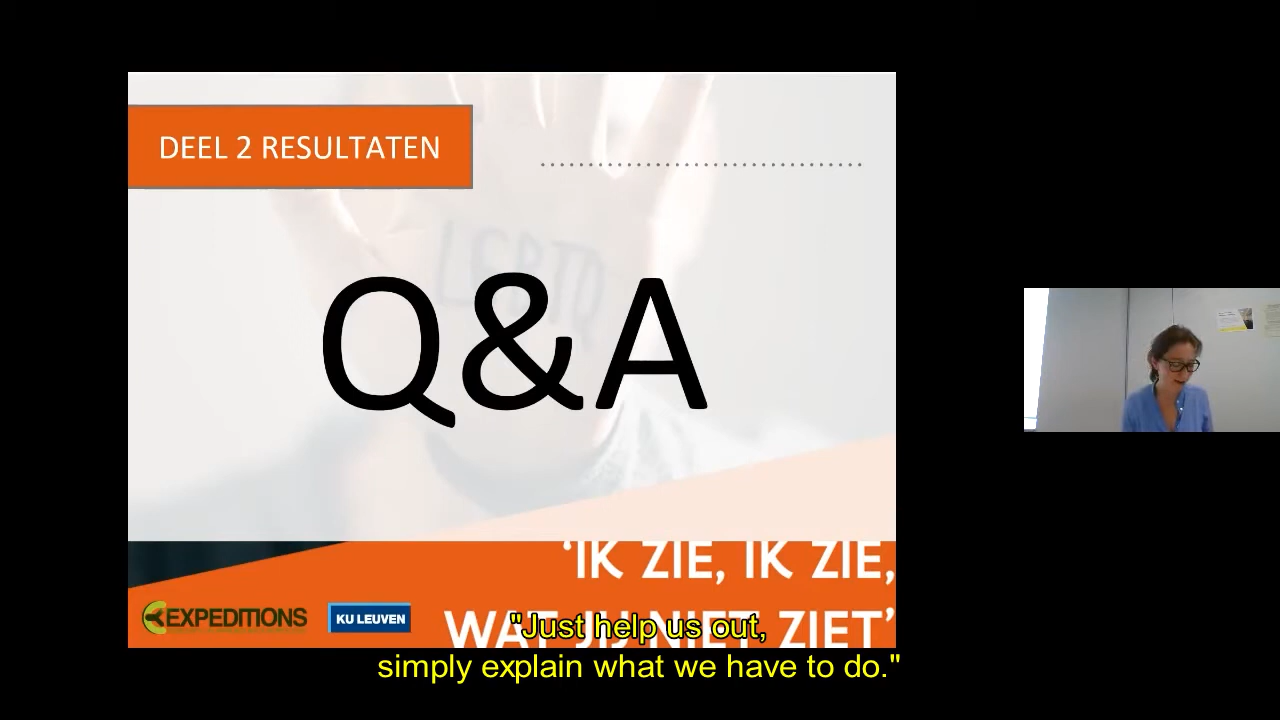 DEEL 2 RESULTATEN
LGBTQ
Q&A
'IK ZIE, IK ZIE,
WAT JIJ NIET ZIET'
EXPEDITIONS
KU LEUVEN
"Just help us out,
simply explain what we have to do."